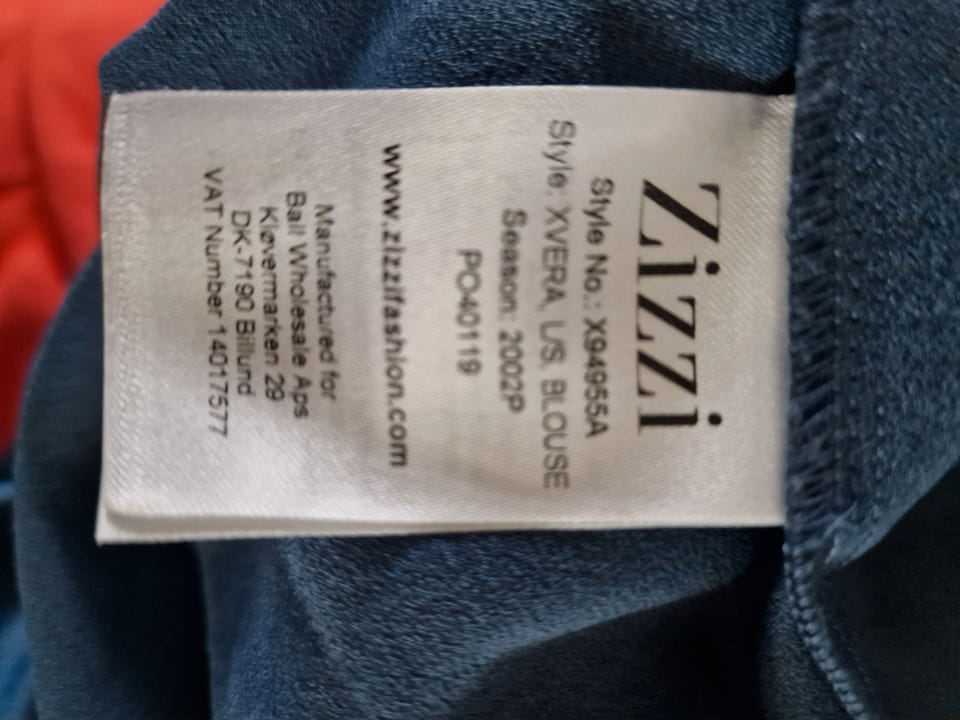 Zizzi
Style No.: X94955A
Style: XVERA, L/S, BLOUSE
Season: 2002P
PO40119
www.zizzifashion.com
Manufactured for
Ball Wholesale Aps
Kløvermarken 29
DK-7190 Billund
VAT Number 14017577